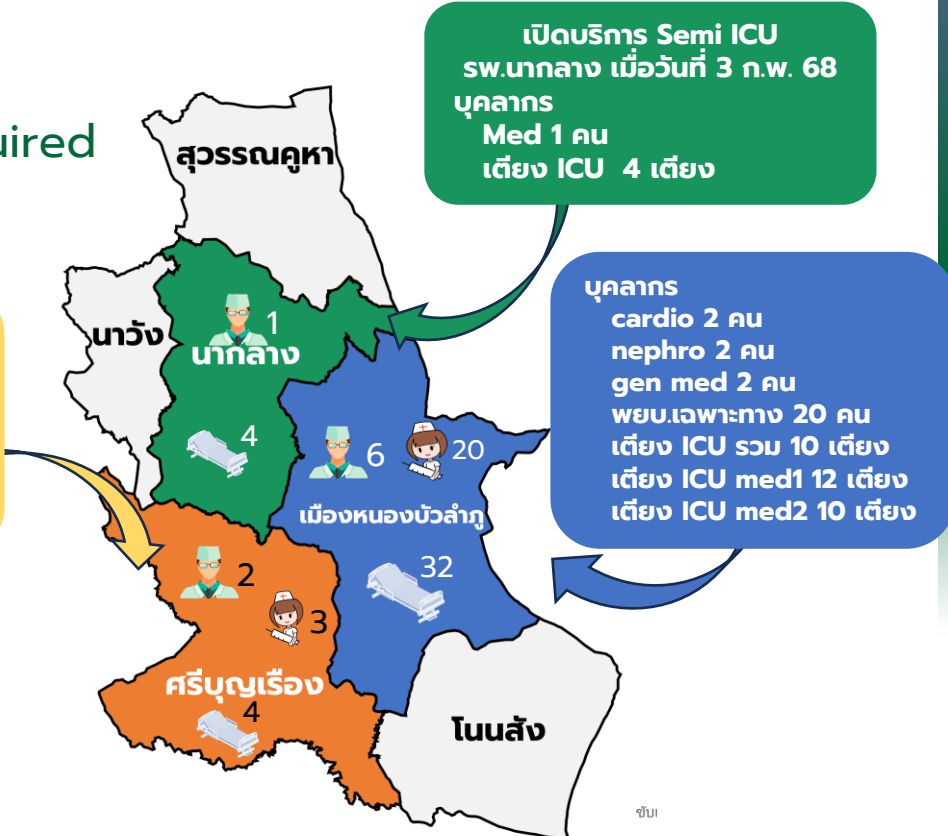 เปิดบริการ Semi ICU
รพ.นากลาง เมื่อวันที่ 3 ก.พ. 68
บุคลากร
Med 1 คน
เตียง ICU 4 เตียง
สุวรรณคูหา
นาวัง
1
นากลาง
4
บุคลากร
cardio 2 คน
nephro 2 คน
gen med 2 คน
พยบ.เฉพาะทาง 20 คน
เตียง ICU รวม 10 เตียง
เตียง ICU med1 12 เตียง
เตียง ICU med2 10 เตียง
6
20
เมืองหนองบัวลำภู
32
2
3
ศรีบุญเรือง
4
โนนสัง